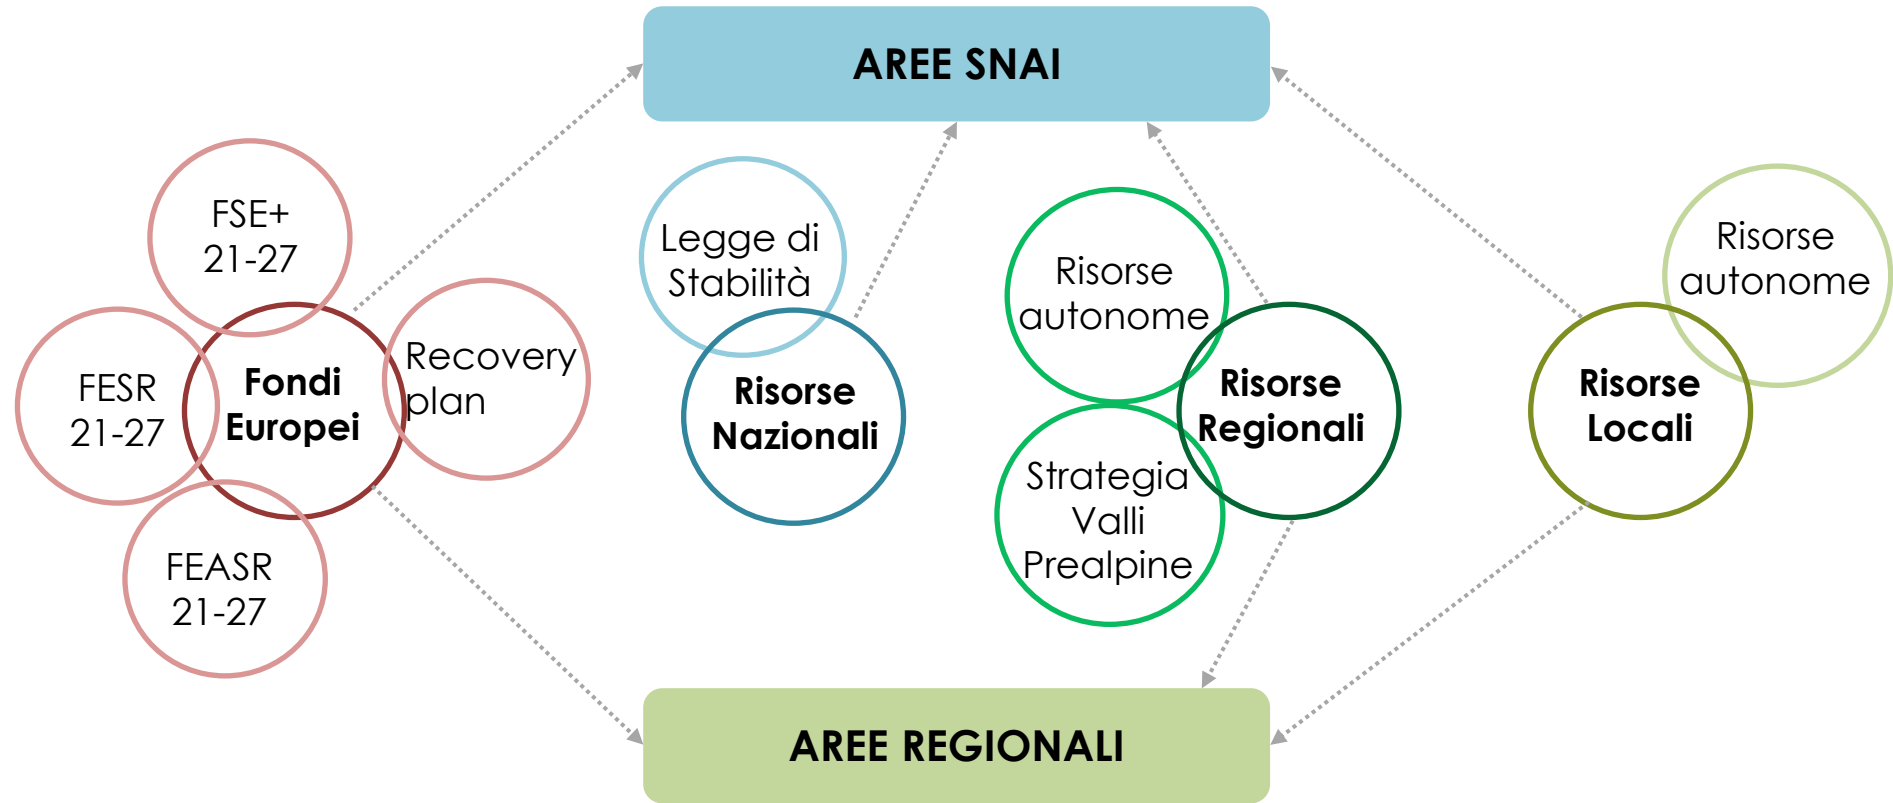 AREE SNAI
FSE+
21-27
FESR
21-27
Fondi
Europei
Recovery
plan
FEASR
21-27
Legge di
Stabilità
Risorse
Nazionali
Risorse
autonome
Risorse
Regionali
Strategia
Valli
Prealpine
Risorse
autonome
Risorse
Locali
AREE REGIONALI